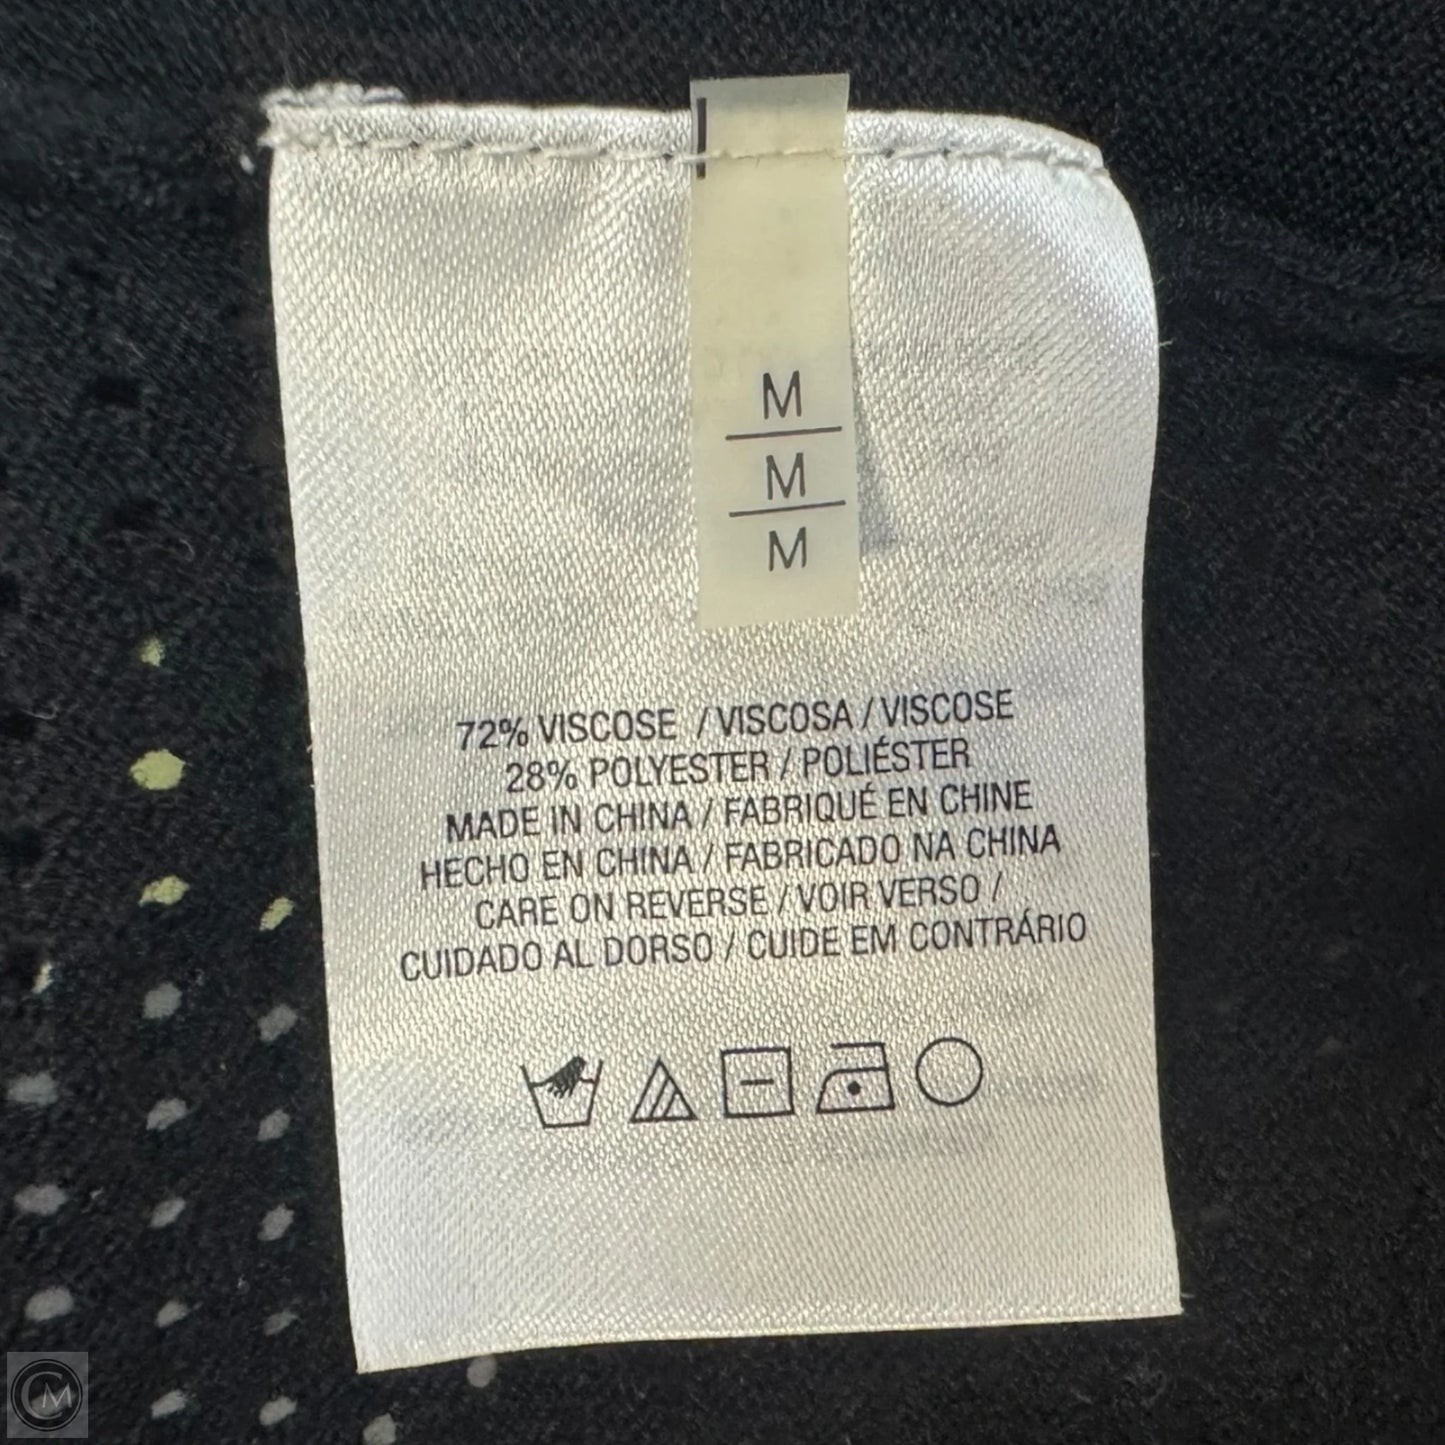 M
M
M
72% VISCOSE / VISCOSA / VISCOSE
28% POLYESTER / POLIÉSTER
MADE IN CHINA / FABRIQUÉ EN CHINE
HECHO EN CHINA / FABRICADO NA CHINA
CARE ON REVERSE / VOIR VERSO /
CUIDADO AL DORSO / CUIDE EM CONTRÁRIO
CM